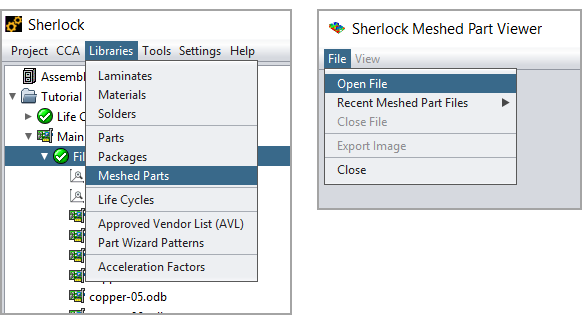 Sherlock
Project CCA Libraries Tools Settings Help
Assemb
Tutorial
Life C
Main
Fil
copper-05.odb
Laminates
Materials
Solders
Parts
Packages
Meshed Parts
Life Cycles
Approved Vendor List (AVL)
Part Wizard Patterns
Acceleration Factors
Sherlock Meshed Part Viewer
File View
Open File
Recent Meshed Part Files
Close File
Export Image
Close